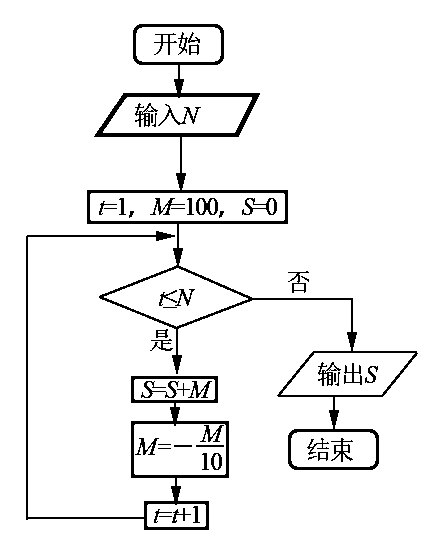 开始
输入N
t=1, M=100, S=0
t≤N
否
是
S=S+M
输出S
M=-M/10
结束
t=t+1